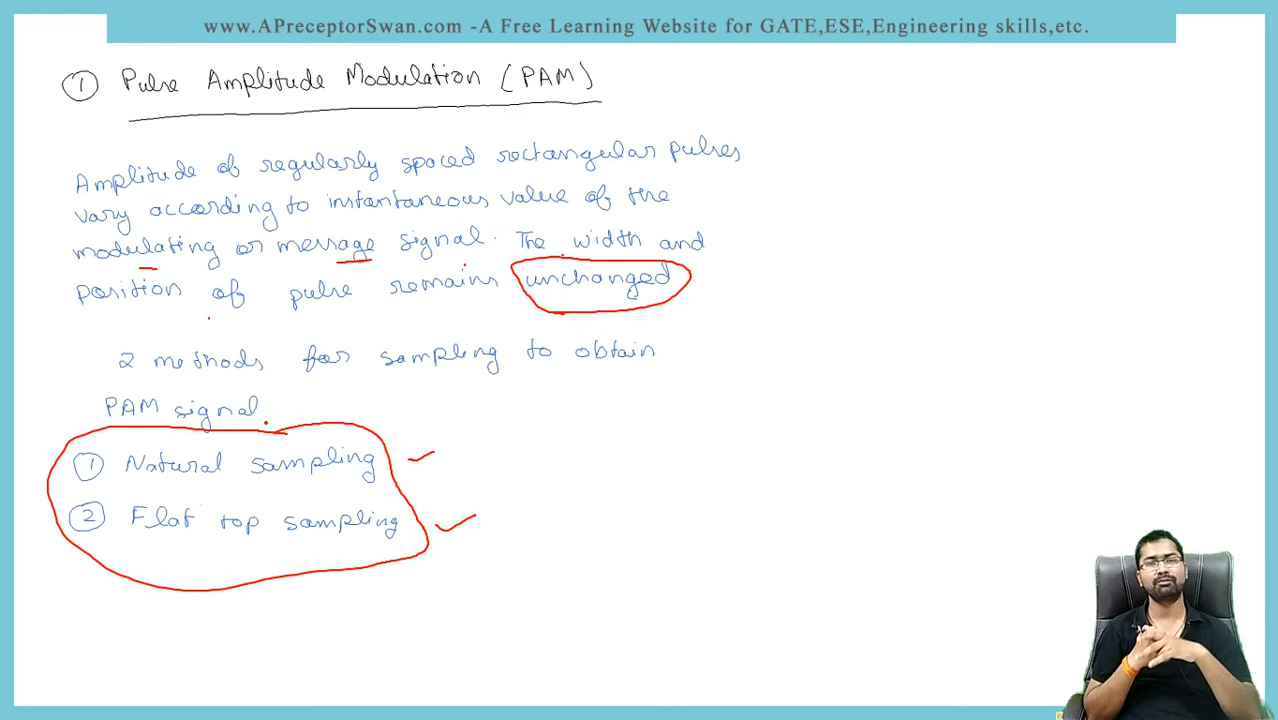 www.APreceptorSwan.com -A Free Learning Website for GATE,ESE,Engineering skills,etc.
① Pulse Amplitude Modulation (PAM)
Amplitude of regularly spaced rectangular pulses
vary according to instantaneous value of the
modulating or message signal. The width and
position of pulse remains unchanged
2 methods for sampling to obtain
PAM signal.
① Natural sampling
② Flat top sampling